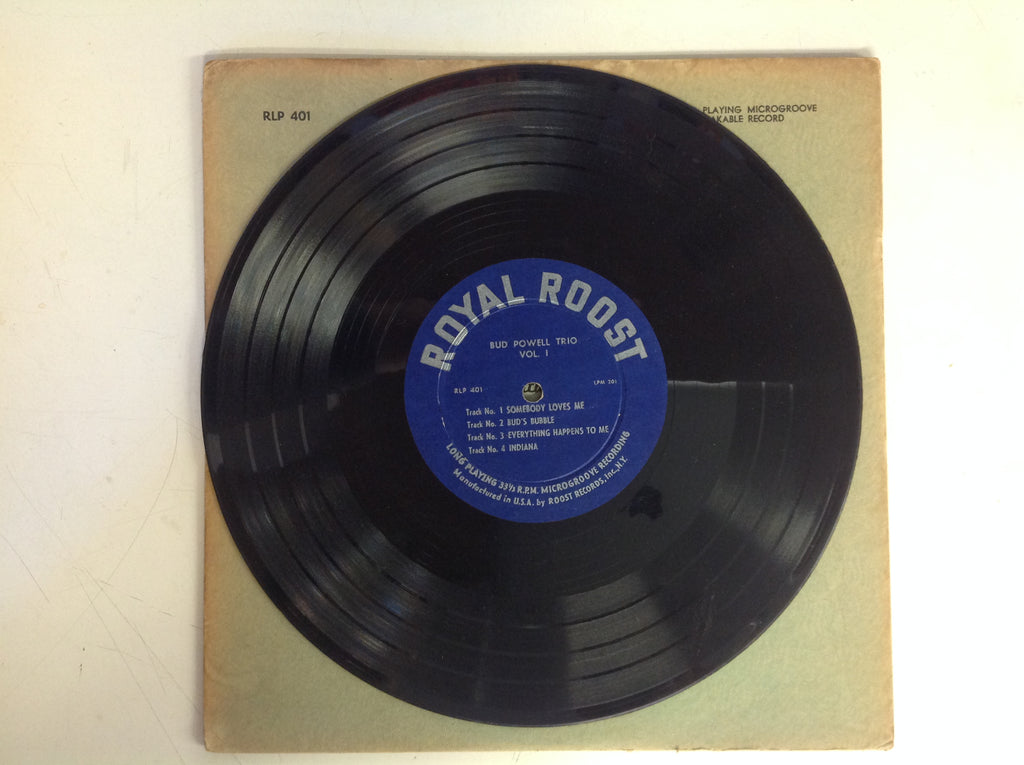 RLP 401
PLAYING MICROGROOVE
RECORD
ROYAL ROOST
BUD POWELL TRIO
VOL. 1
RLP 401
LPM 201
Track No. 1 SOMEBODY LOVES ME
Track No. 2 BUD'S BUBBLE
Track No. 3 EVERYTHING HAPPENS TO ME
Track No. 4 INDIANA
LONG PLAYING 33⅓ R.P.M. MICROGROOVE RECORDING
Manufactured in U.S.A. by ROOST RECORDS, Inc., N.Y.